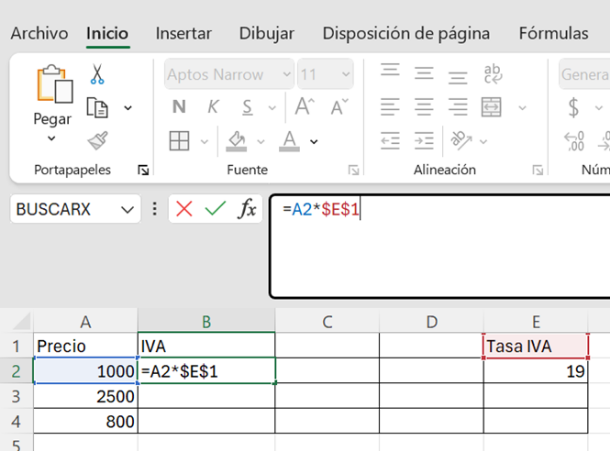 Archivo Inicio Insertar Dibujar Disposición de página Fórmulas
Pegar
Aptos Narrow 11
ab
Genera
N K S A A
$
A
Portapapeles Fuente Alineación Núm
BUSCARX fx =A2*$E$1
A B C D E
1 Precio IVA Tasa IVA
2 1000 =A2*$E$1 19
3 2500
4 800
5